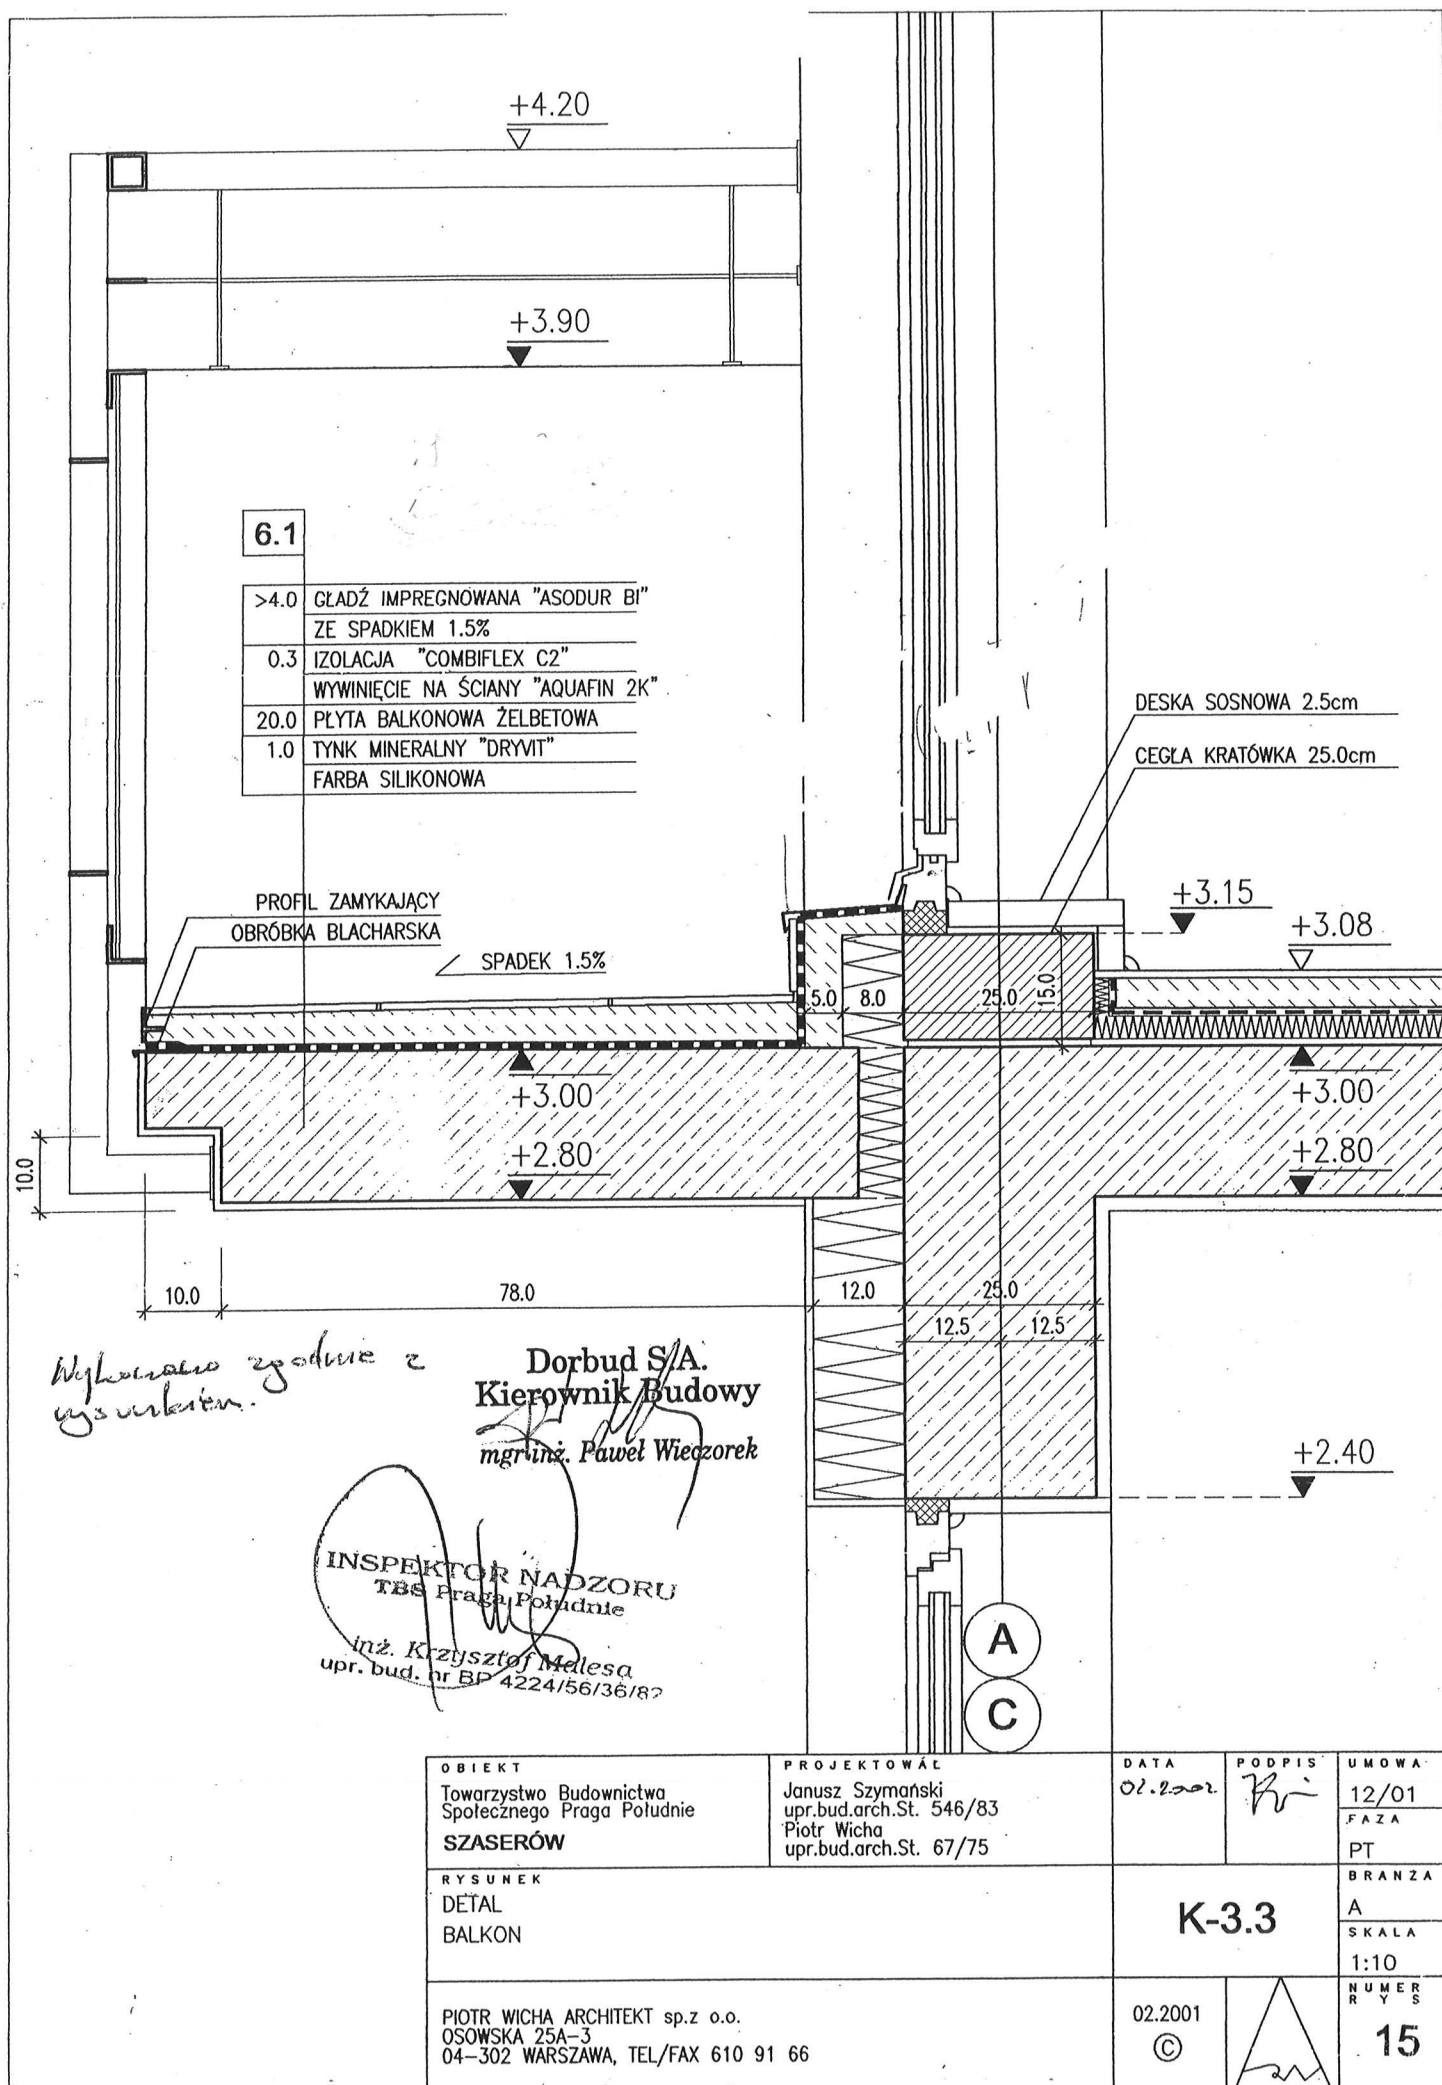 +4.20
+3.90
6.1
>4.0 GŁADŹ IMPREGNOWANA "ASODUR BI"
ZE SPADKIEM 1.5%
0.3 IZOLACJA "COMBIFLEX C2"
WYWINIĘCIE NA ŚCIANY "AQUAFIN 2K"
20.0 PŁYTA BALKONOWA ŻELBETOWA
1.0 TYNK MINERALNY "DRYVIT"
FARBA SILIKONOWA
DESKA SOSNOWA 2.5cm
CEGŁA KRATÓWKA 25.0cm
PROFIL ZAMYKAJĄCY
OBRÓBKA BLACHARSKA
SPADEK 1.5%
+3.15
+3.08
5.0 8.0 25.0 15.0
+3.00
+3.00
+2.80
+2.80
10.0
10.0 78.0 12.0 25.0
12.5 12.5
Wykonano zgodnie z
rysunkiem.
Dorbud S.A.
Kierownik Budowy
mgr inż. Paweł Wieczorek
+2.40
INSPEKTOR NADZORU
TBS Praga Południe
inż. Krzysztof Malesa
upr. bud. nr BP 4224/56/36/82
A
C
OBIEKT
Towarzystwo Budownictwa
Społecznego Praga Południe
SZASERÓW
PROJEKTOWAŁ
Janusz Szymański
upr.bud.arch.St. 546/83
Piotr Wicha
upr.bud.arch.St. 67/75
DATA
02.2002
PODPIS
UMOWA
12/01
FAZA
PT
RYSUNEK
DETAL
BALKON
K-3.3
BRANŻA
A
SKALA
1:10
PIOTR WICHA ARCHITEKT sp.z o.o.
OSOWSKA 25A-3
04-302 WARSZAWA, TEL/FAX 610 91 66
02.2001
©
NUMER
RYS
15